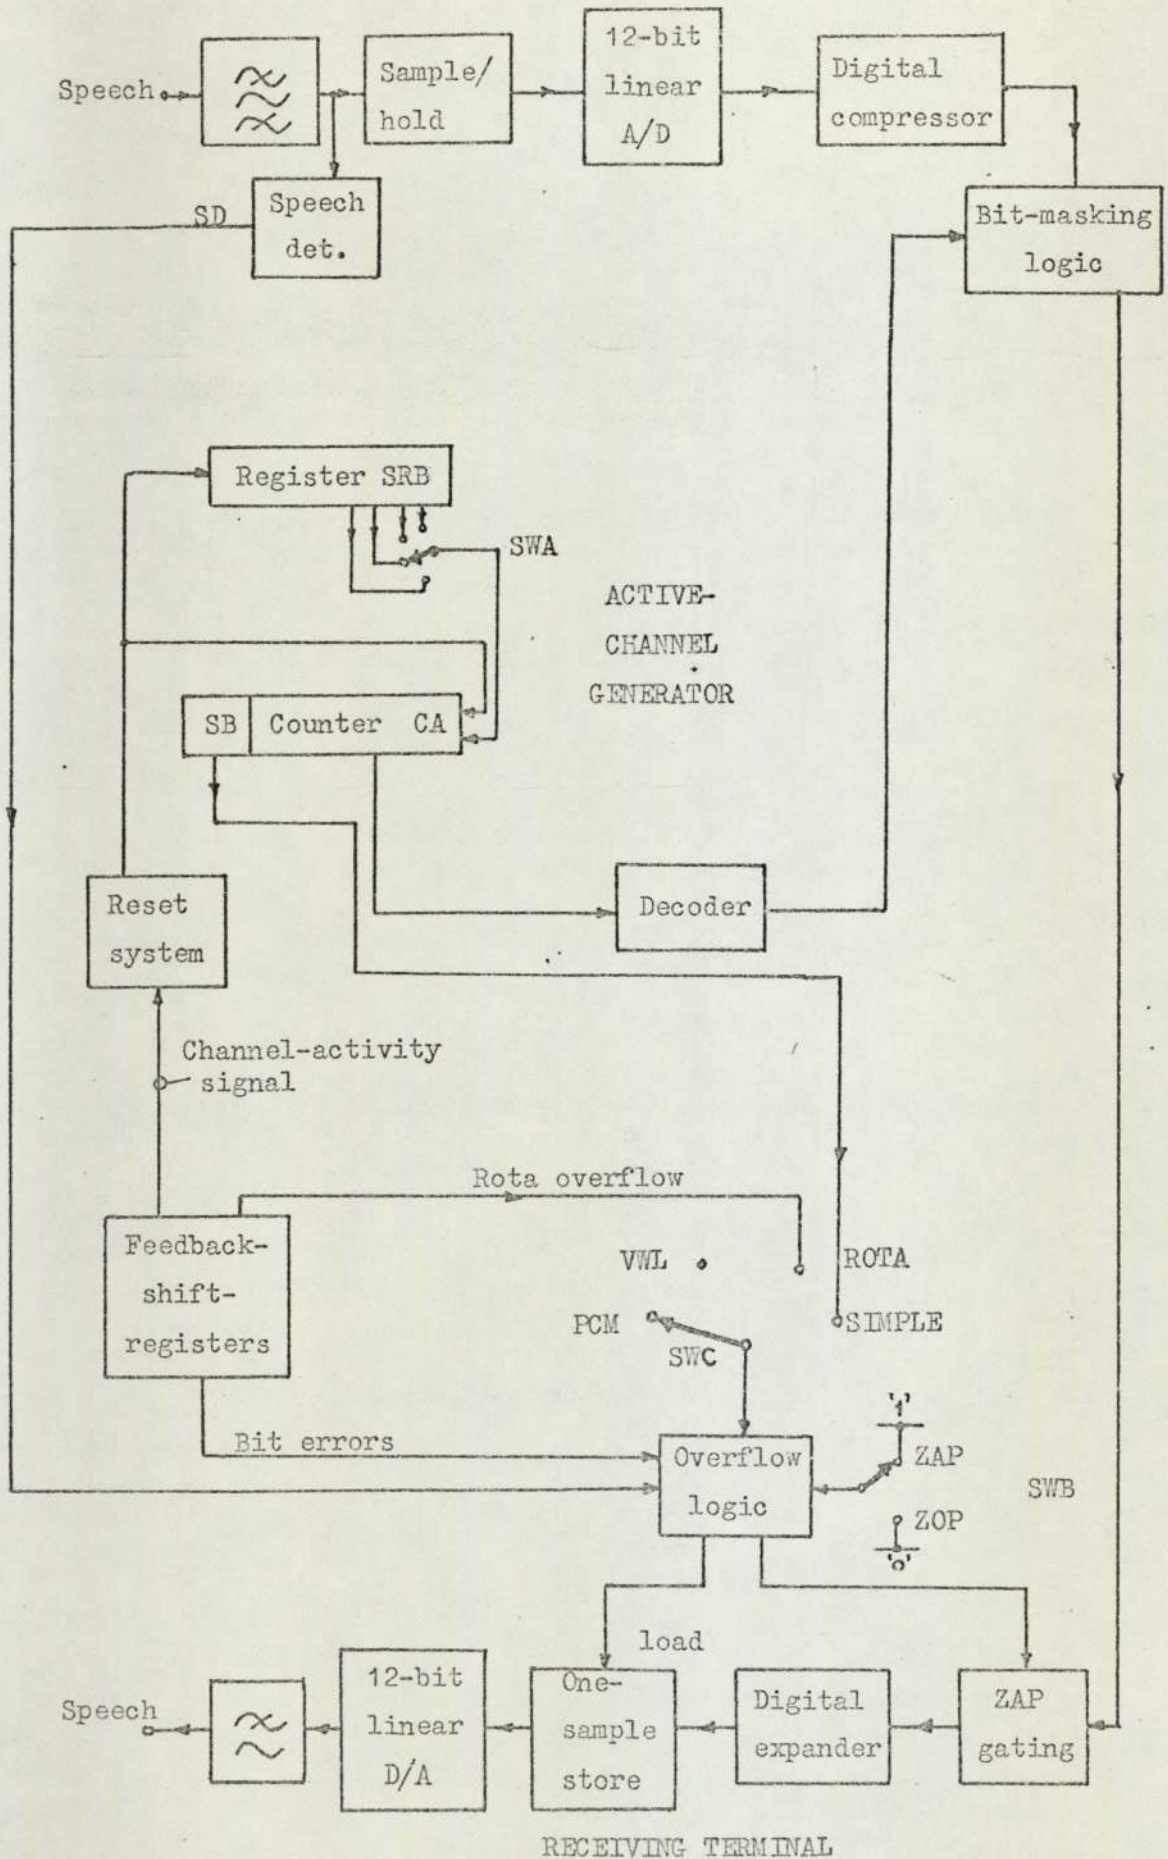 Speech
Sample/
hold
12-bit
linear
A/D
Digital
compressor
Speech
det.
SD
Bit-masking
logic
Register SRB
SWA
ACTIVE-
CHANNEL
GENERATOR
SB
Counter CA
Decoder
Reset
system
Channel-activity
signal
Rota overflow
Feedback-
shift-
registers
VWL
ROTA
PCM
SIMPLE
SWC
Bit errors
Overflow
logic
'1'
ZAP
SWB
ZOP
'0'
load
Speech
12-bit
linear
D/A
One-
sample
store
Digital
expander
ZAP
gating
RECEIVING TERMINAL